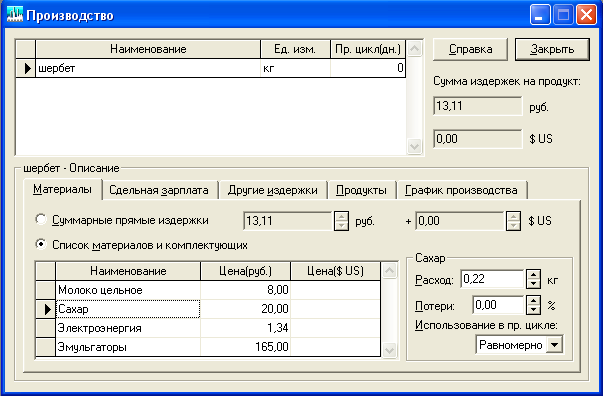 Производство
Наименование Ед. изм. Пр. цикл(дн.)
шербет кг 0
Справка Закрыть
Сумма издержек на продукт:
13,11 руб.
0,00 $ US
шербет - Описание
Материалы Сдельная зарплата Другие издержки Продукты График производства
Суммарные прямые издержки 13,11 руб. + 0,00 $ US
Список материалов и комплектующих
Наименование Цена(руб.) Цена($ US)
Молоко цельное 8,00
Сахар 20,00
Электроэнергия 1,34
Эмульгаторы 165,00
Сахар
Расход: 0,22 кг
Потери: 0,00 %
Использование в пр. цикле:
Равномерно